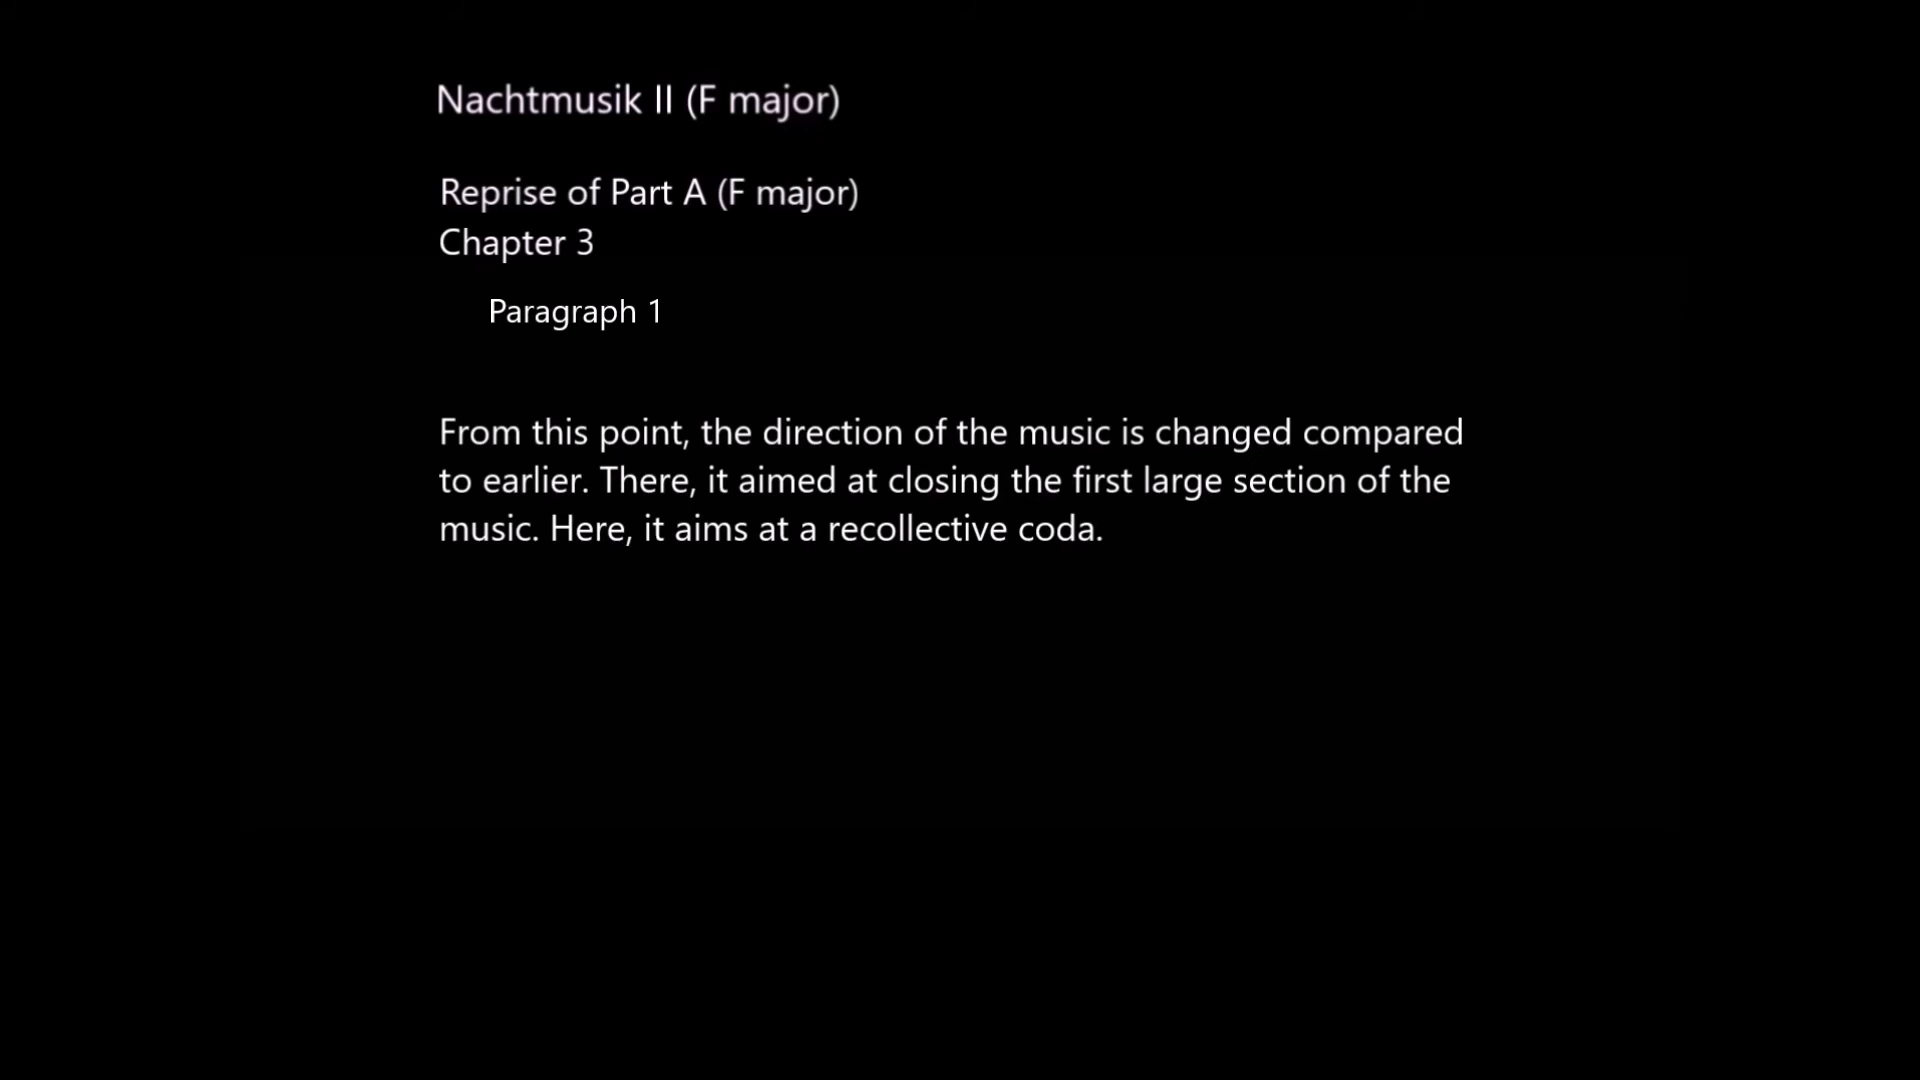 Nachtmusik II (F major)
Reprise of Part A (F major)
Chapter 3
Paragraph 1
From this point, the direction of the music is changed compared
to earlier. There, it aimed at closing the first large section of the
music. Here, it aims at a recollective coda.